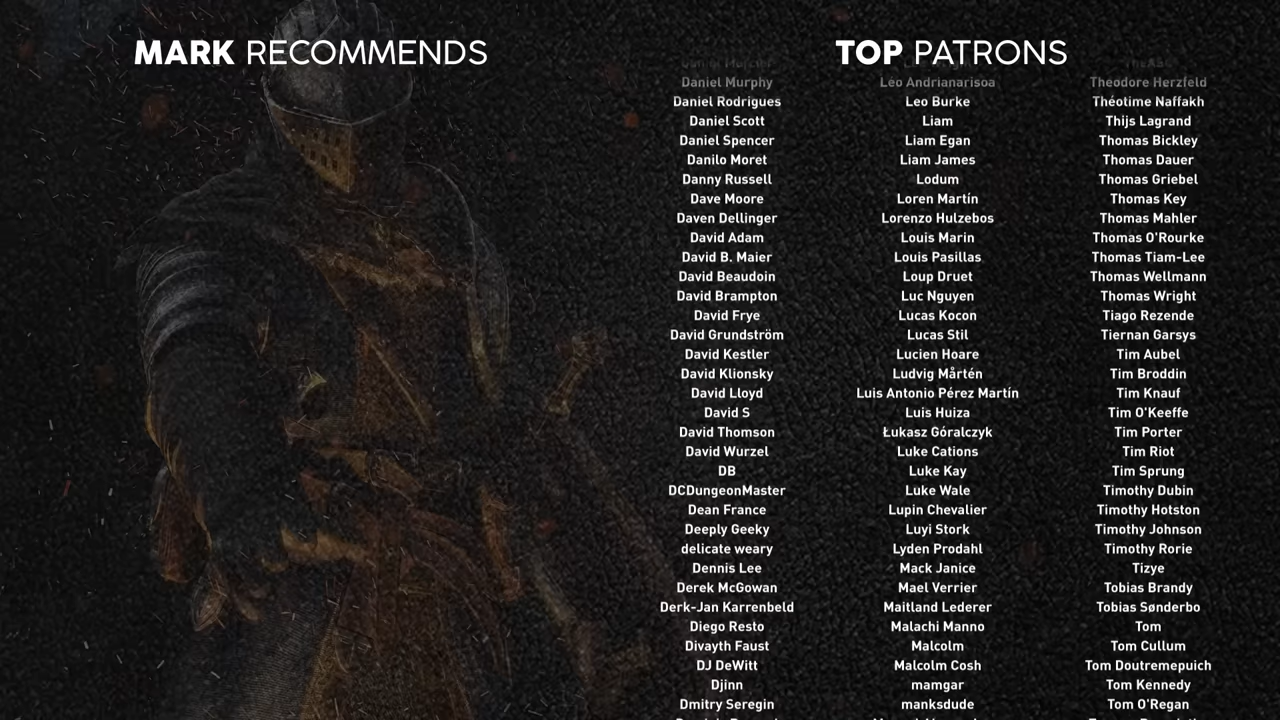 MARK RECOMMENDS
TOP PATRONS
Daniel Murphy
Daniel Rodrigues
Daniel Scott
Daniel Spencer
Danilo Moret
Danny Russell
Dave Moore
Daven Dellinger
David Adam
David B. Maier
David Beaudoin
David Brampton
David Frye
David Grundström
David Kestler
David Klionsky
David Lloyd
David S
David Thomson
David Wurzel
DB
DCDungeonMaster
Dean France
Deeply Geeky
delicate weary
Dennis Lee
Derek McGowan
Derk-Jan Karrenbeld
Diego Resto
Divayth Faust
DJ DeWitt
Djinn
Dmitry Seregin
Léo Andrianarisoa
Leo Burke
Liam
Liam Egan
Liam James
Lodum
Loren Martín
Lorenzo Hulzebos
Louis Marin
Louis Pasillas
Loup Druet
Luc Nguyen
Lucas Kocon
Lucas Stil
Lucien Hoare
Ludvig Mårtén
Luis Antonio Pérez Martín
Luis Huiza
Łukasz Góralczyk
Luke Cations
Luke Kay
Luke Wale
Lupin Chevalier
Luyi Stork
Lyden Prodahl
Mack Janice
Mael Verrier
Maitland Lederer
Malachi Manno
Malcolm
Malcolm Cosh
mamgar
manksdude
TheABG
Theodore Herzfeld
Théotime Naffakh
Thijs Lagrand
Thomas Bickley
Thomas Dauer
Thomas Griebel
Thomas Key
Thomas Mahler
Thomas O'Rourke
Thomas Tiam-Lee
Thomas Wellmann
Thomas Wright
Tiago Rezende
Tiernan Garsys
Tim Aubel
Tim Broddin
Tim Knauf
Tim O'Keeffe
Tim Porter
Tim Riot
Tim Sprung
Timothy Dubin
Timothy Hotston
Timothy Johnson
Timothy Rorie
Tizye
Tobias Brandy
Tobias Sønderbo
Tom
Tom Cullum
Tom Doutremepuich
Tom Kennedy
Tom O'Regan